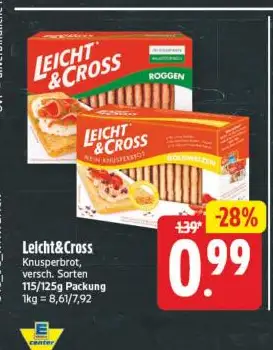 LEICHT
&CROSS
ROGGEN
LEICHT
&CROSS
MEIN KNUSPERBROT
GOLDWEIZEN
-28%
1.39*
0.99
Leicht&Cross
Knusperbrot,
versch. Sorten
115/125g Packung
1kg = 8,61/7,92
E
center